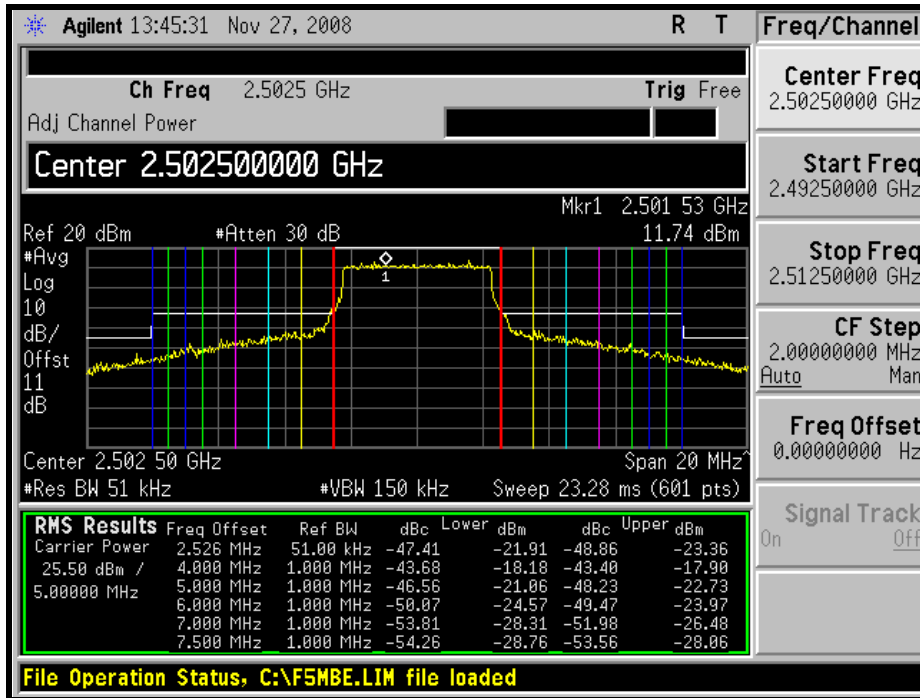 Agilent 13:45:31 Nov 27, 2008 R T
Freq/Channel
Ch Freq 2.5025 GHz Trig Free
Adj Channel Power
Center 2.502500000 GHz
Mkr1 2.501 53 GHz
Ref 20 dBm #Atten 30 dB 11.74 dBm
#Avg
Log
10
dB/
Offst
11
dB
1
Center 2.502 50 GHz Span 20 MHz^
#Res BW 51 kHz #VBW 150 kHz Sweep 23.28 ms (601 pts)
RMS Results Freq Offset Ref BW dBc Lower dBm dBc Upper dBm
Carrier Power 2.526 MHz 51.00 kHz -47.41 -21.91 -48.86 -23.36
25.50 dBm / 4.000 MHz 1.000 MHz -43.68 -18.18 -43.40 -17.90
5.00000 MHz 5.000 MHz 1.000 MHz -46.56 -21.06 -48.23 -22.73
6.000 MHz 1.000 MHz -50.07 -24.57 -49.47 -23.97
7.000 MHz 1.000 MHz -53.81 -28.31 -51.98 -26.48
7.500 MHz 1.000 MHz -54.26 -28.76 -53.56 -28.06
File Operation Status, C:\F5MBE.LIM file loaded
Center Freq
2.50250000 GHz
Start Freq
2.49250000 GHz
Stop Freq
2.51250000 GHz
CF Step
2.00000000 MHz
Auto Man
Freq Offset
0.00000000 Hz
Signal Track
On Off